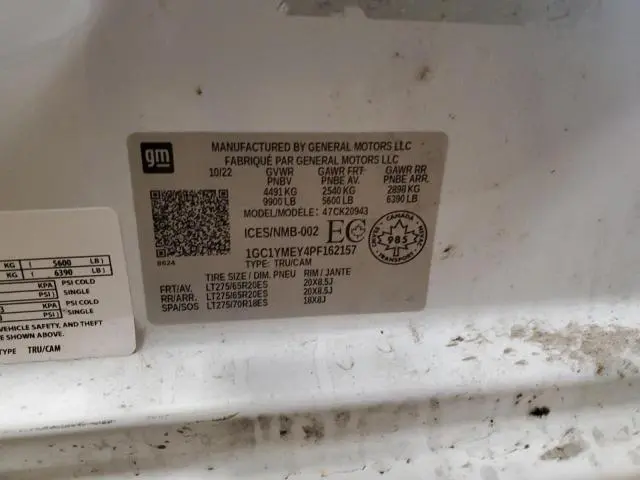 gm
MANUFACTURED BY GENERAL MOTORS LLC
FABRIQUÉ PAR GENERAL MOTORS LLC
10/22 GVWR GAWR FRT GAWR RR
PNBV PNBE AV. PNBE ARR.
4491 KG 2540 KG 2898 KG
9900 LB 5600 LB 6390 LB
MODEL/MODELE: 47CK20943
ICES/NMB-002 EC
CANADA 985
1GC1YMEY4PF162157
8624
TYPE: TRU/CAM
TIRE SIZE / DIM. PNEU RIM / JANTE
FRT/AV. LT275/65R20ES 20X8.5J
RR/ARR. LT275/65R20ES 20X8.5J
SPA/SOS LT275/70R18ES 18X8J
KG ( 5600 LB )
KG ( 6390 LB )
KPA PSI COLD
PSI ) SINGLE
KPA PSI COLD
PSI ) SINGLE
VEHICLE SAFETY, AND THEFT
ABOVE.
TYPE TRU/CAM